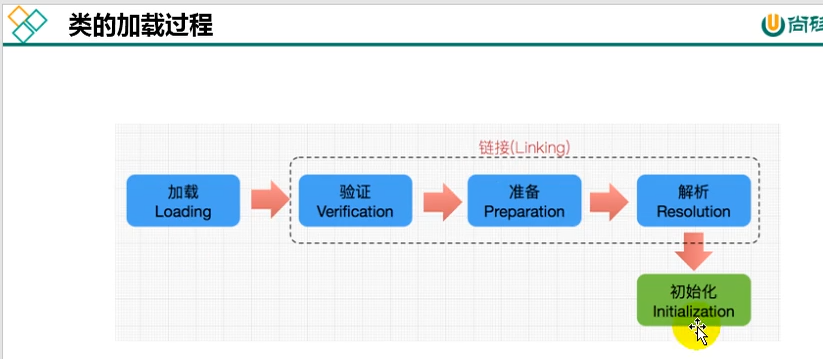 类的加载过程
尚硅
链接(Linking)
加载
Loading
验证
Verification
准备
Preparation
解析
Resolution
初始化
Initialization